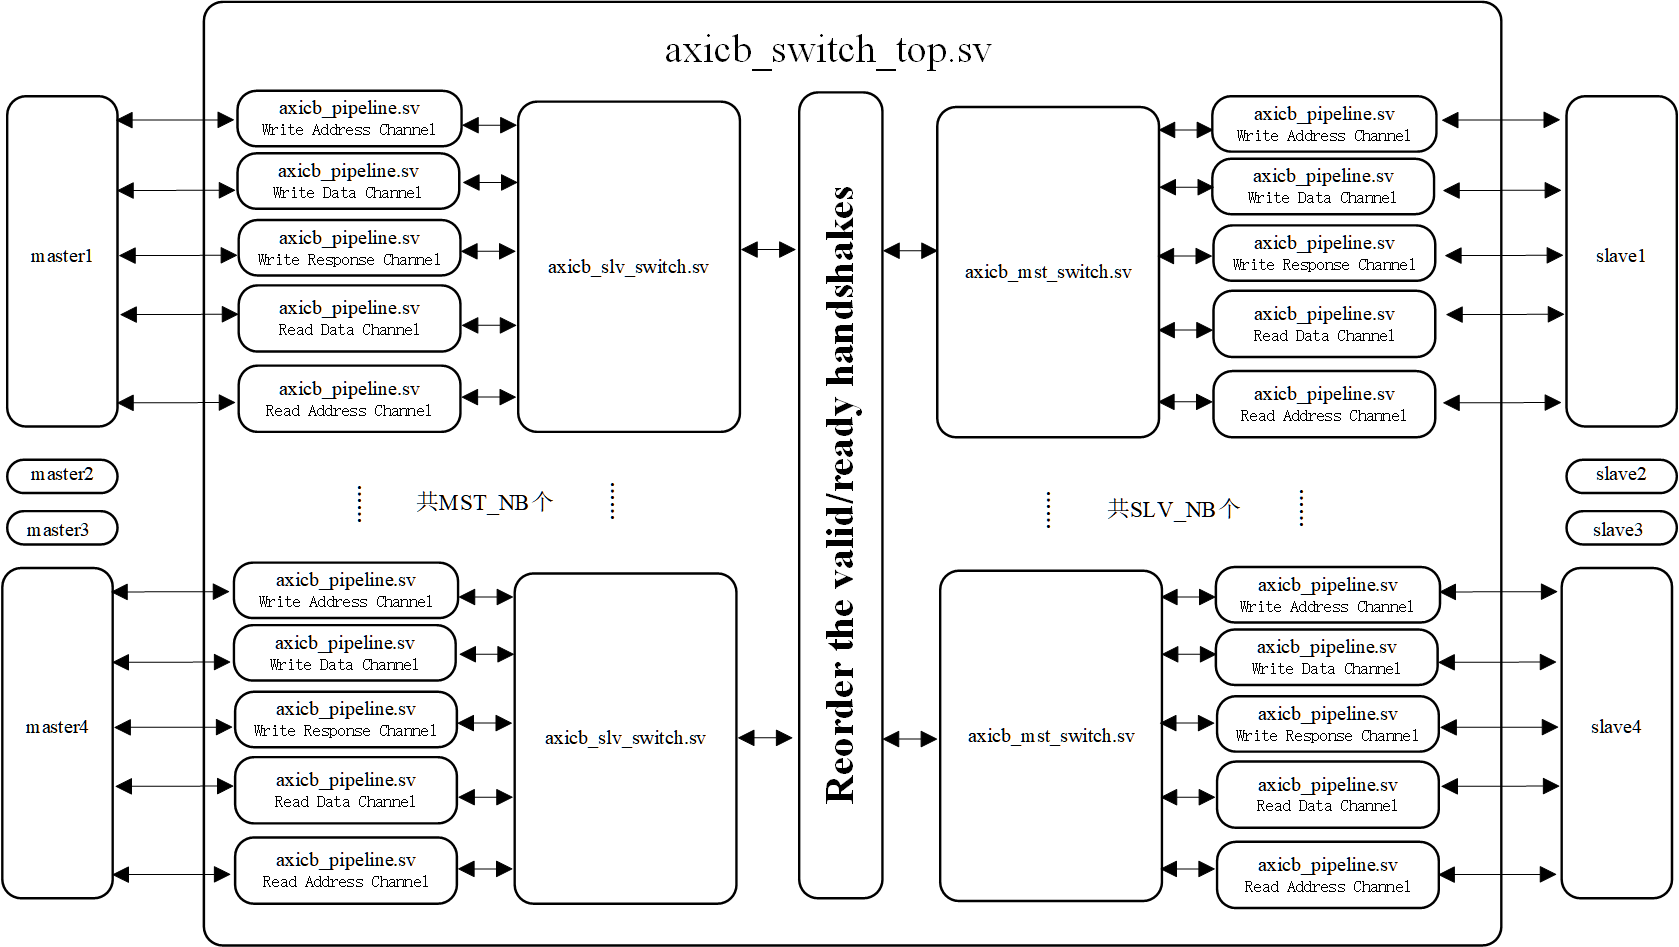 axicb_switch_top.sv
master1
axicb_pipeline.sv
Write Address Channel
axicb_pipeline.sv
Write Data Channel
axicb_pipeline.sv
Write Response Channel
axicb_pipeline.sv
Read Data Channel
axicb_pipeline.sv
Read Address Channel
axicb_slv_switch.sv
Reorder the valid/ready handshakes
axicb_mst_switch.sv
axicb_pipeline.sv
Write Address Channel
axicb_pipeline.sv
Write Data Channel
axicb_pipeline.sv
Write Response Channel
axicb_pipeline.sv
Read Data Channel
axicb_pipeline.sv
Read Address Channel
slave1
master2
master3
共MST_NB个
共SLV_NB个
slave2
slave3
master4
axicb_pipeline.sv
Write Address Channel
axicb_pipeline.sv
Write Data Channel
axicb_pipeline.sv
Write Response Channel
axicb_pipeline.sv
Read Data Channel
axicb_pipeline.sv
Read Address Channel
axicb_slv_switch.sv
axicb_mst_switch.sv
axicb_pipeline.sv
Write Address Channel
axicb_pipeline.sv
Write Data Channel
axicb_pipeline.sv
Write Response Channel
axicb_pipeline.sv
Read Data Channel
axicb_pipeline.sv
Read Address Channel
slave4